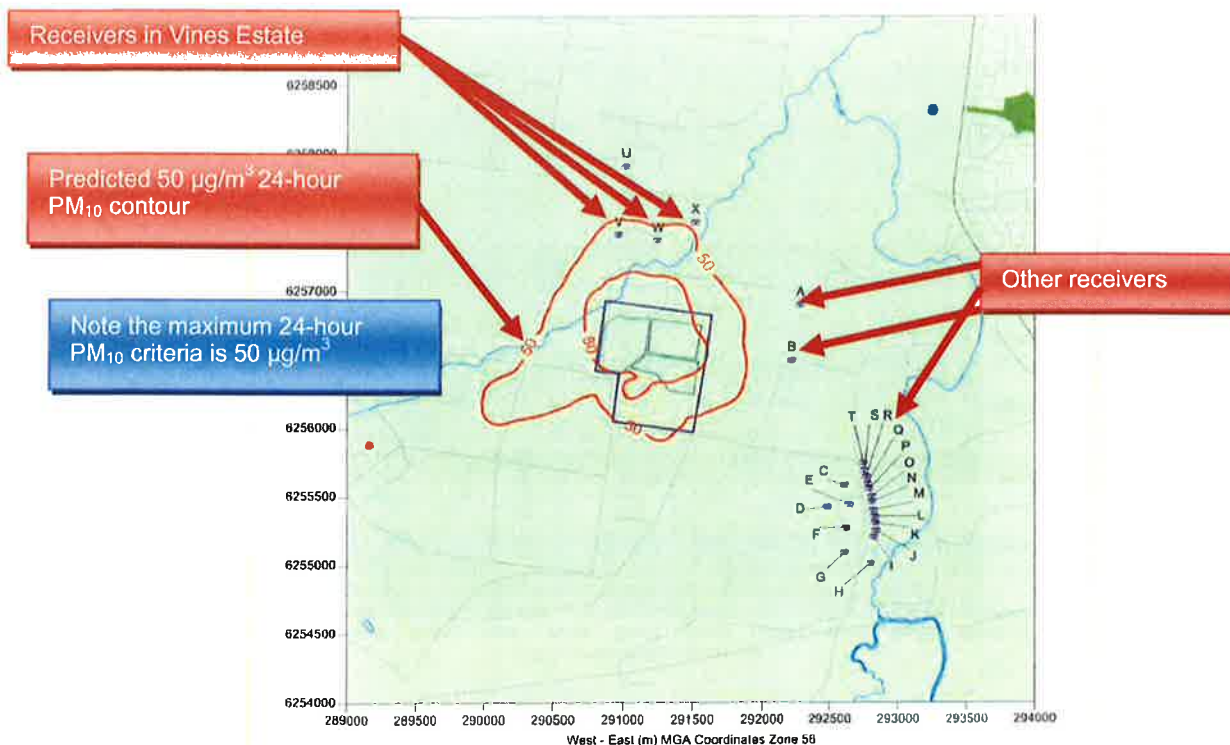 Receivers in Vines Estate
6258500
U
Predicted 50 µg/m³ 24-hour
PM₁₀ contour
X
V
W
50
Other receivers
6257000
A
Note the maximum 24-hour
PM₁₀ criteria is 50 µg/m³
50
B
6256000
50
T S R
Q
P
O
N
C
E
M
6255500
D
L
F
K
J
6255000
I
G
H
6254500
6254000
289000 289500 290000 290500 291000 291500 292000 292500 293000 293500 294000
West - East (m) MGA Coordinates Zone 56